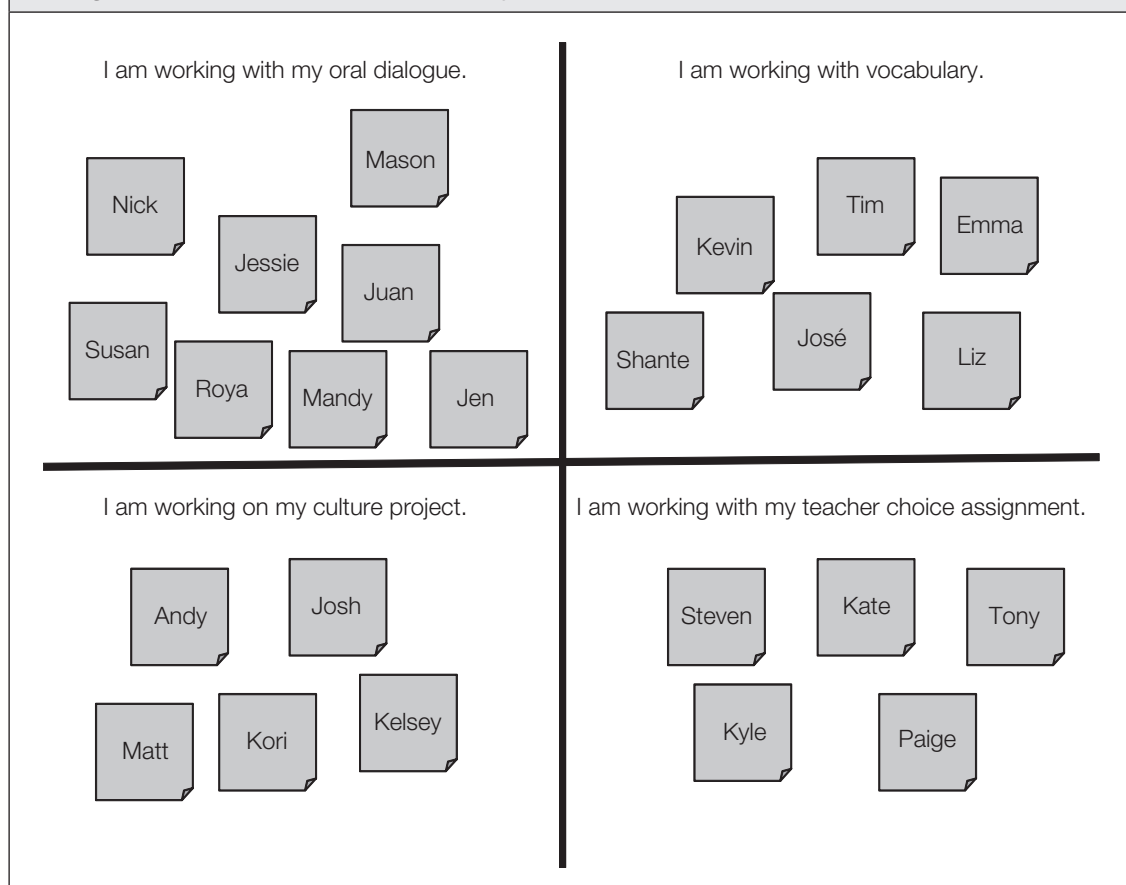 I am working with my oral dialogue.
Mason
Nick
Jessie
Juan
Susan
Roya
Mandy
Jen
I am working with vocabulary.
Tim
Emma
Kevin
José
Shante
Liz
I am working on my culture project.
Andy
Josh
Matt
Kori
Kelsey
I am working with my teacher choice assignment.
Steven
Kate
Tony
Kyle
Paige